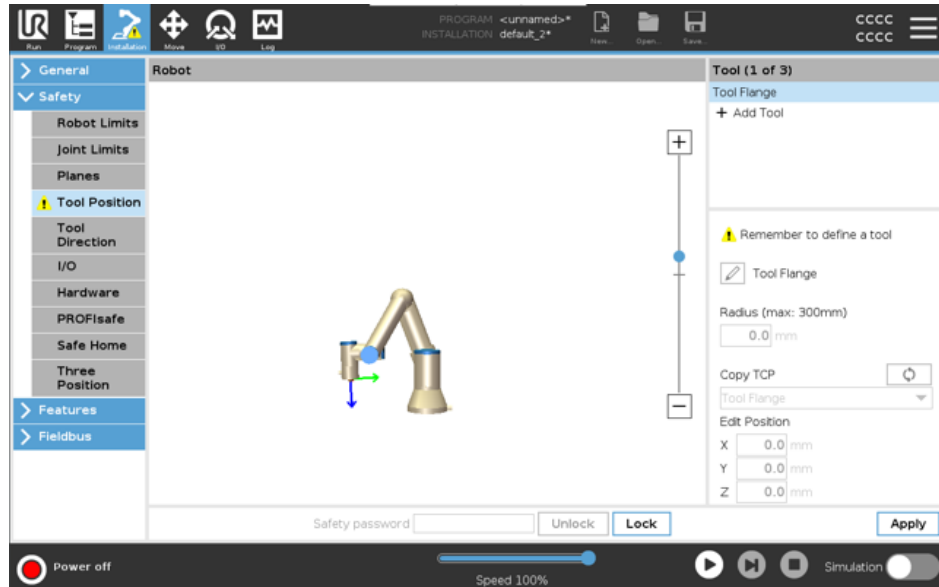 PROGRAM <unnamed>*
INSTALLATION default_2*
UR
Run
Program
Installation
Move
I/O
Log
New...
Open...
Save...
cccc
cccc
General
Safety
Robot Limits
Joint Limits
Planes
Tool Position
Tool
Direction
I/O
Hardware
PROFIsafe
Safe Home
Three
Position
Features
Fieldbus
Robot
Tool (1 of 3)
Tool Flange
+ Add Tool
Remember to define a tool
Tool Flange
Radius (max: 300mm)
0.0 mm
Copy TCP
Tool Flange
Edit Position
X 0.0 mm
Y 0.0 mm
Z 0.0 mm
Safety password
Unlock
Lock
Apply
Power off
Speed 100%
Simulation